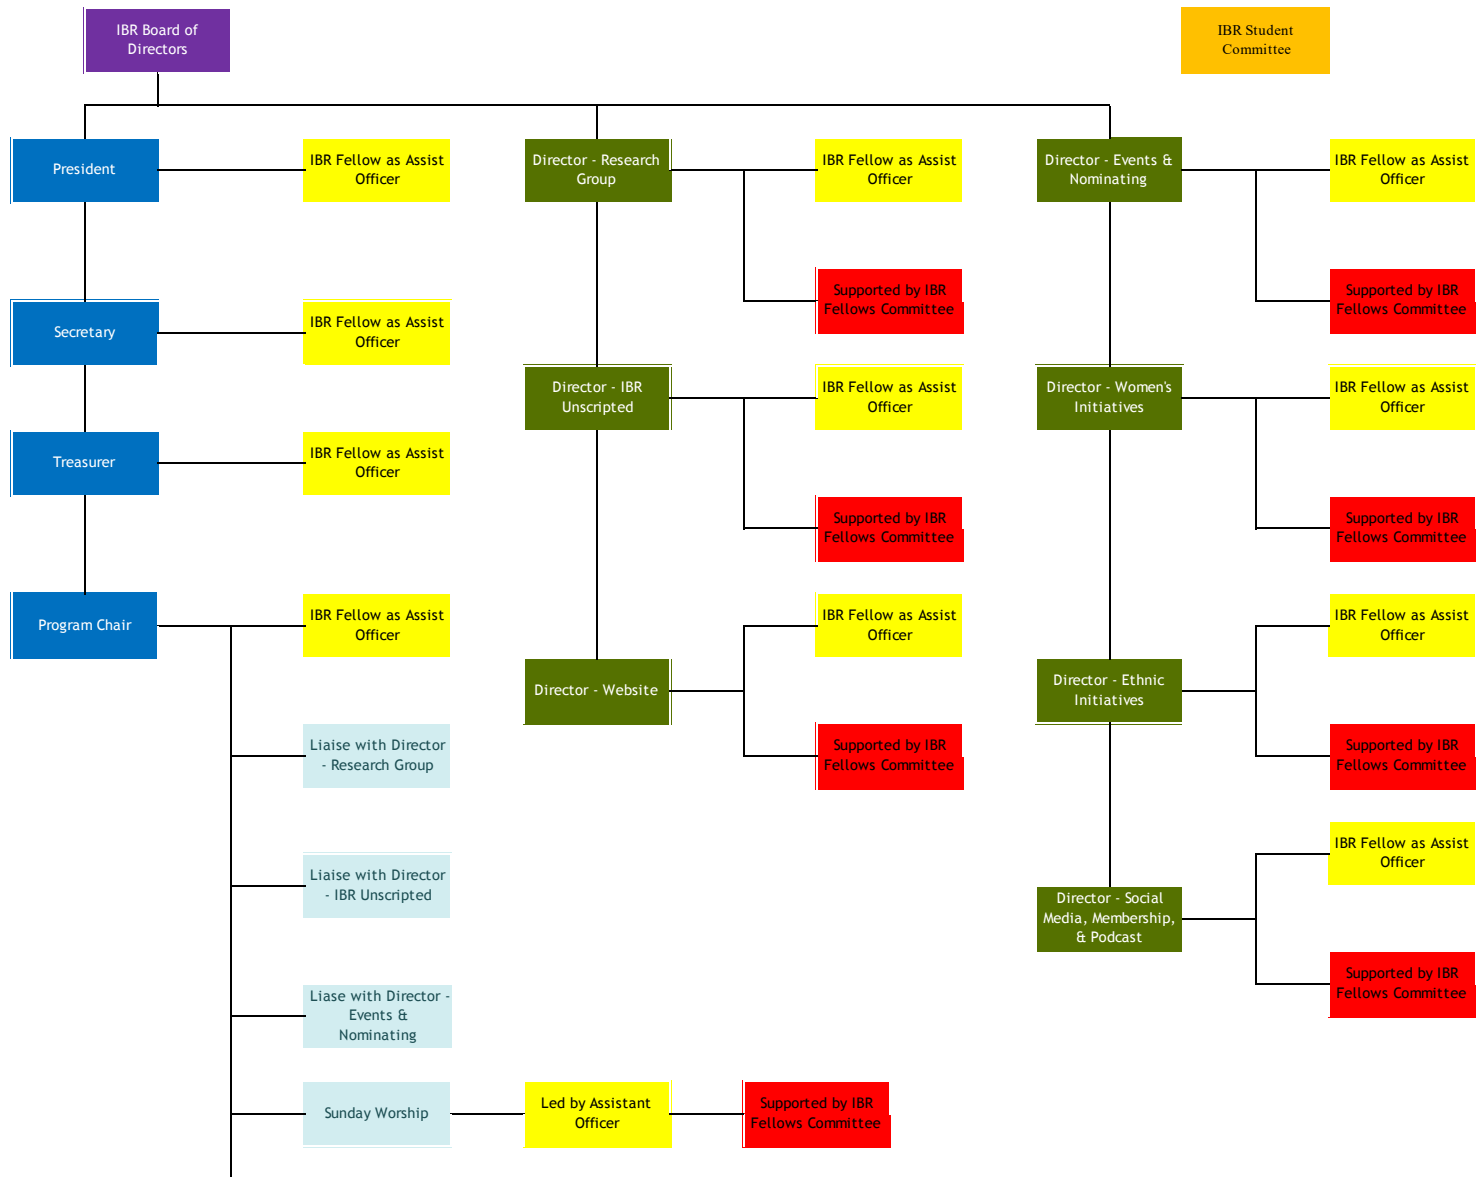 IBR Board of
Directors
IBR Student
Committee
President
IBR Fellow as Assist
Officer
Director - Research
Group
IBR Fellow as Assist
Officer
Director - Events &
Nominating
IBR Fellow as Assist
Officer
Supported by IBR
Fellows Committee
Supported by IBR
Fellows Committee
Secretary
IBR Fellow as Assist
Officer
Director - IBR
Unscripted
IBR Fellow as Assist
Officer
Director - Women's
Initiatives
IBR Fellow as Assist
Officer
Treasurer
IBR Fellow as Assist
Officer
Supported by IBR
Fellows Committee
Supported by IBR
Fellows Committee
Program Chair
IBR Fellow as Assist
Officer
IBR Fellow as Assist
Officer
IBR Fellow as Assist
Officer
Director - Website
Director - Ethnic
Initiatives
Liaise with Director
- Research Group
Supported by IBR
Fellows Committee
Supported by IBR
Fellows Committee
Liaise with Director
- IBR Unscripted
IBR Fellow as Assist
Officer
Director - Social
Media, Membership,
& Podcast
Supported by IBR
Fellows Committee
Liase with Director -
Events &
Nominating
Sunday Worship
Led by Assistant
Officer
Supported by IBR
Fellows Committee